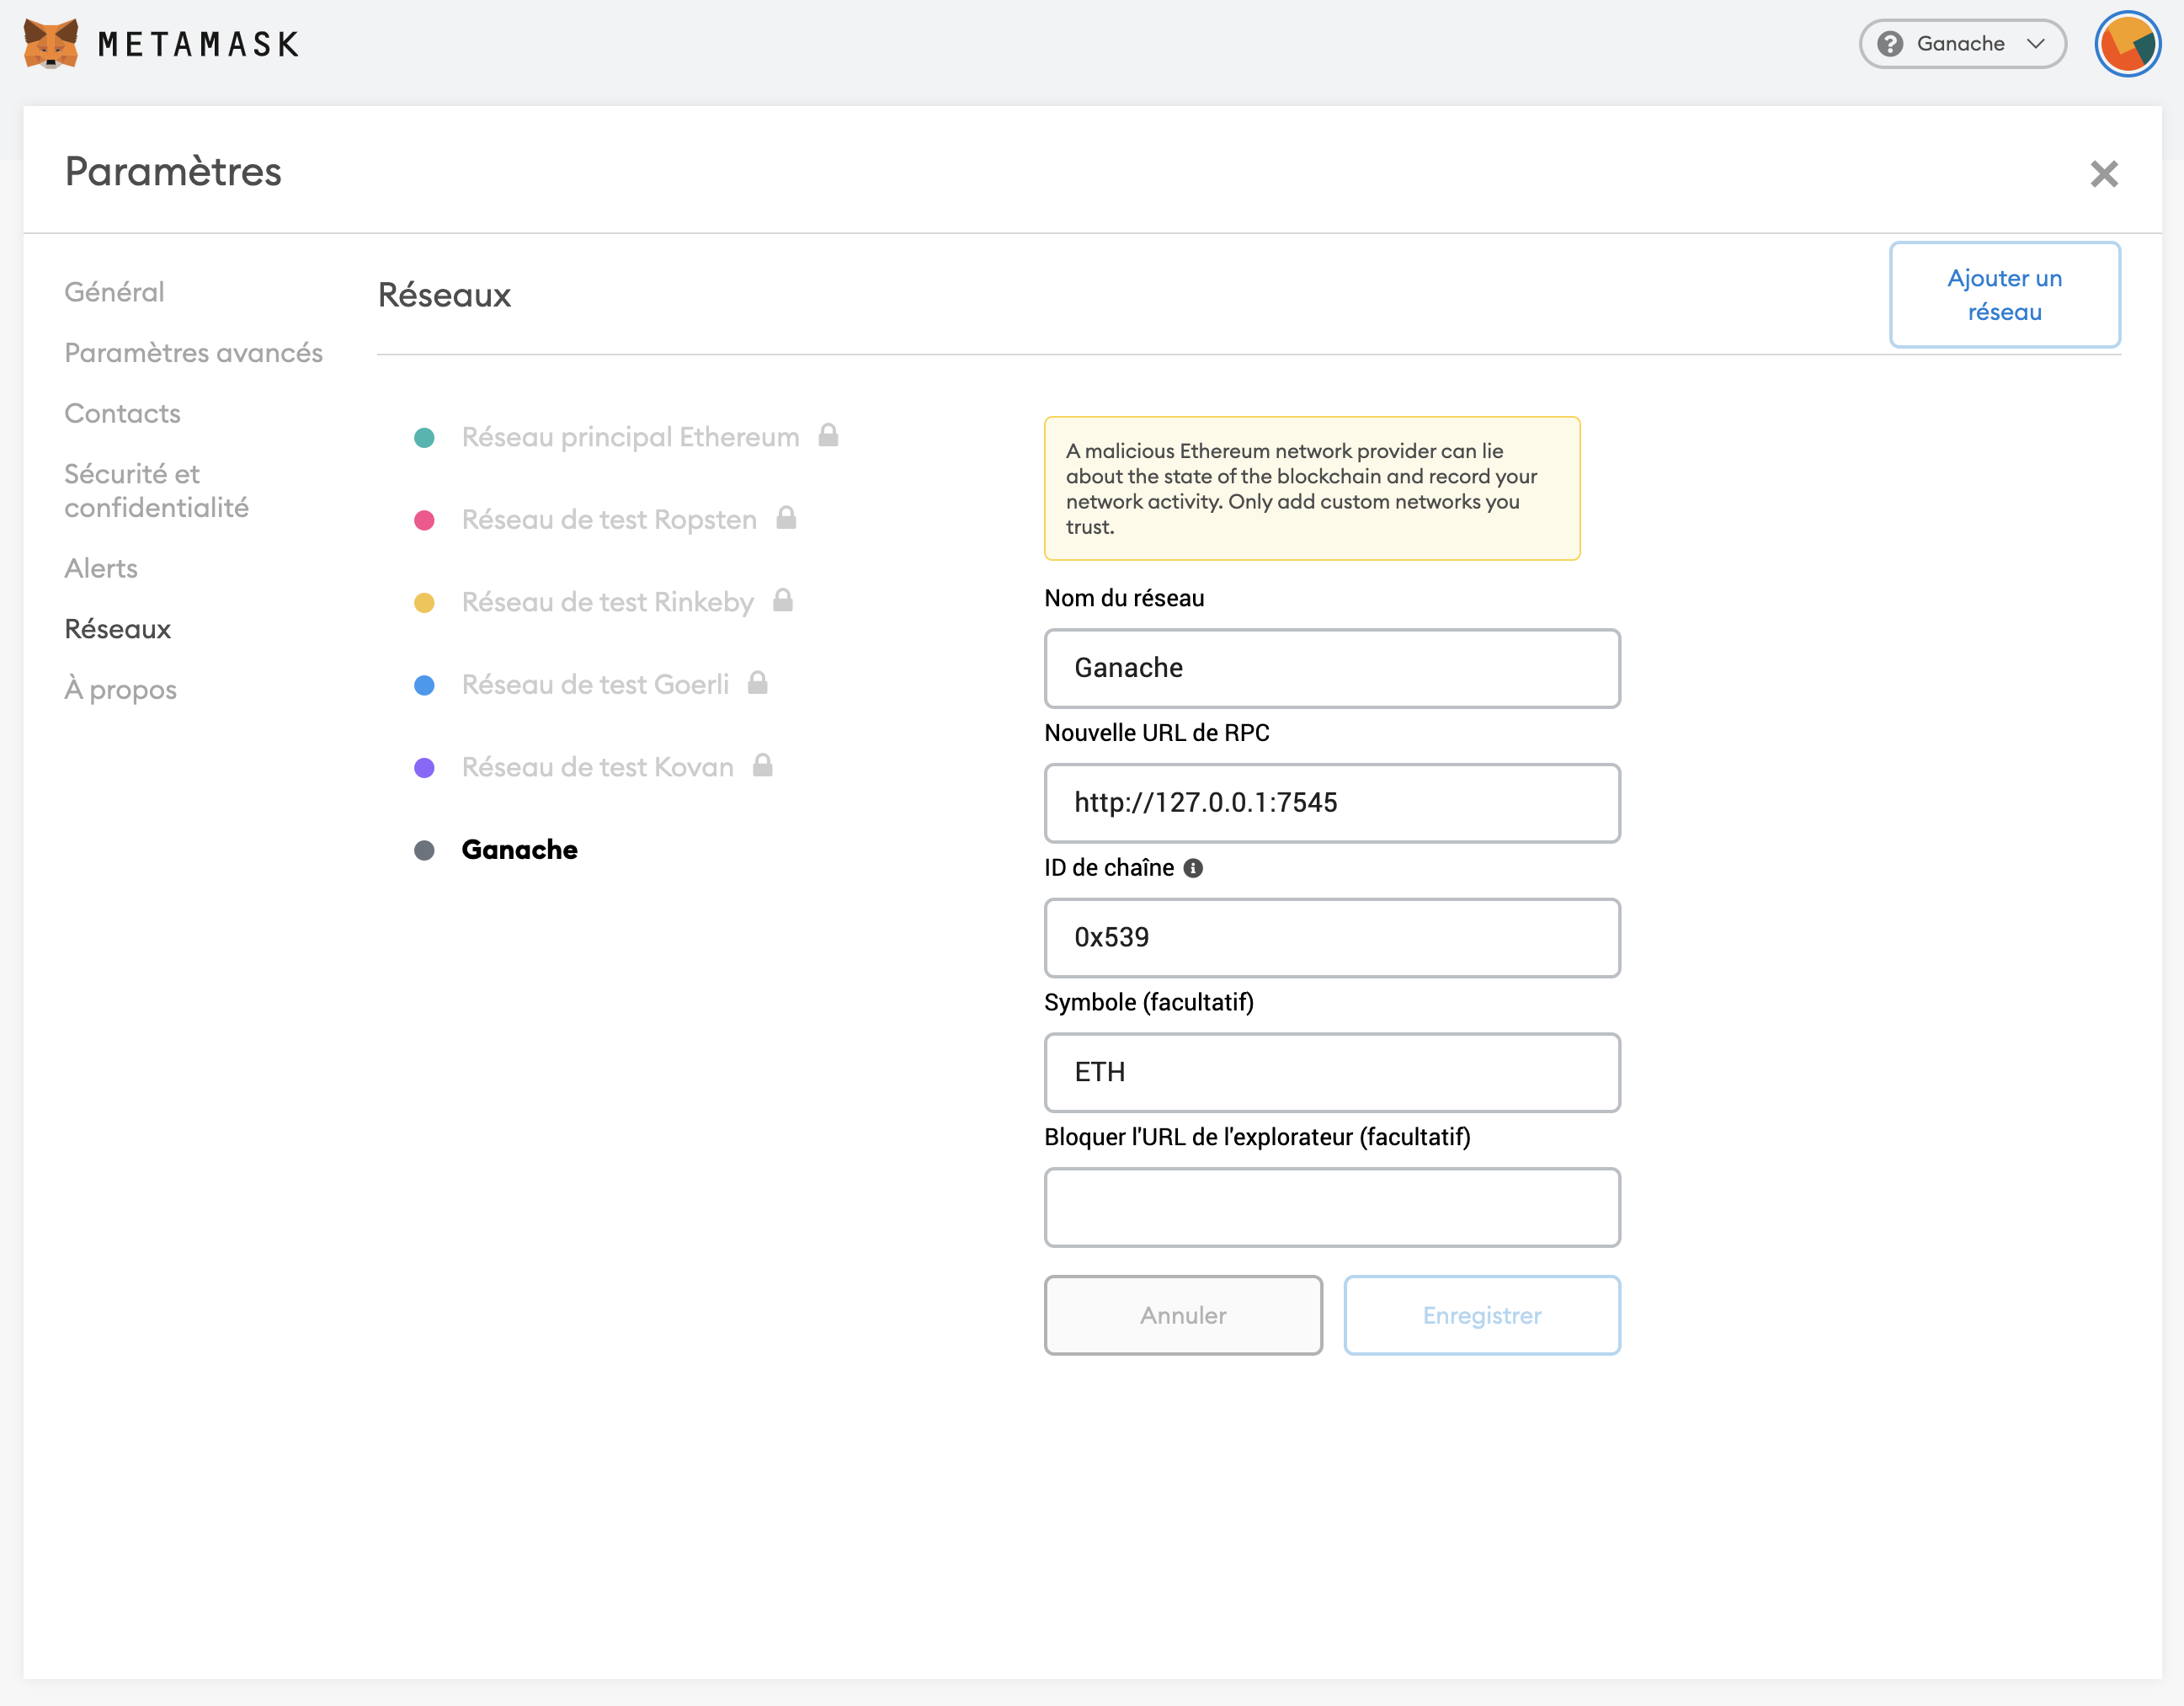 METAMASK
Ganache
Paramètres
Général
Paramètres avancés
Contacts
Sécurité et
confidentialité
Alerts
Réseaux
À propos
Réseaux
Ajouter un
réseau
Réseau principal Ethereum
Réseau de test Ropsten
Réseau de test Rinkeby
Réseau de test Goerli
Réseau de test Kovan
Ganache
A malicious Ethereum network provider can lie
about the state of the blockchain and record your
network activity. Only add custom networks you
trust.
Nom du réseau
Ganache
Nouvelle URL de RPC
http://127.0.0.1:7545
ID de chaîne
0x539
Symbole (facultatif)
ETH
Bloquer l'URL de l'explorateur (facultatif)
Annuler
Enregistrer